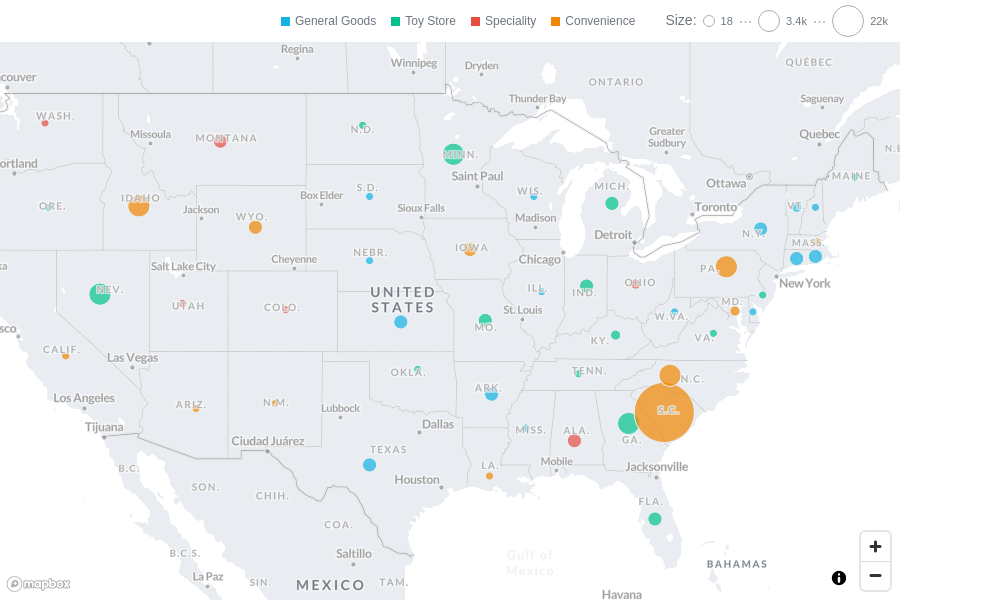 General Goods Toy Store Speciality Convenience Size: 18 3.4k 22k
Regina
Winnipeg
Dryden
QUÉBEC
ONTARIO
couver
Thunder Bay
Saguenay
WASH.
Missoula
MONTANA
N.D.
MINN.
Greater
Sudbury
Quebec
N.B
ortland
Saint Paul
Ottawa
MAINE
ORE.
IDAHO
Jackson
WYO.
Box Elder
S.D.
Sioux Falls
WIS.
Madison
MICH.
Toronto
VT.
Detroit
N.Y.
MASS.
Salt Lake City
Cheyenne
NEBR.
IOWA
Chicago
PA.
ka
NEV.
UTAH
COLO.
UNITED
STATES
ILL.
IND.
OHIO
New York
St. Louis
MD.
sco
CALIF.
MO.
KY.
W.VA.
VA.
Las Vegas
OKLA.
TENN.
N.C.
Los Angeles
ARIZ.
N.M.
Lubbock
ARK.
S.C.
Tijuana
Ciudad Juárez
Dallas
MISS.
ALA.
GA.
B.C.
TEXAS
LA.
Mobile
Jacksonville
SON.
CHIH.
Houston
FLA.
COA.
B.C.S.
Saltillo
Gulf of
Mexico
BAHAMAS
La Paz
SIN.
MEXICO
TAM.
Havana
mapbox